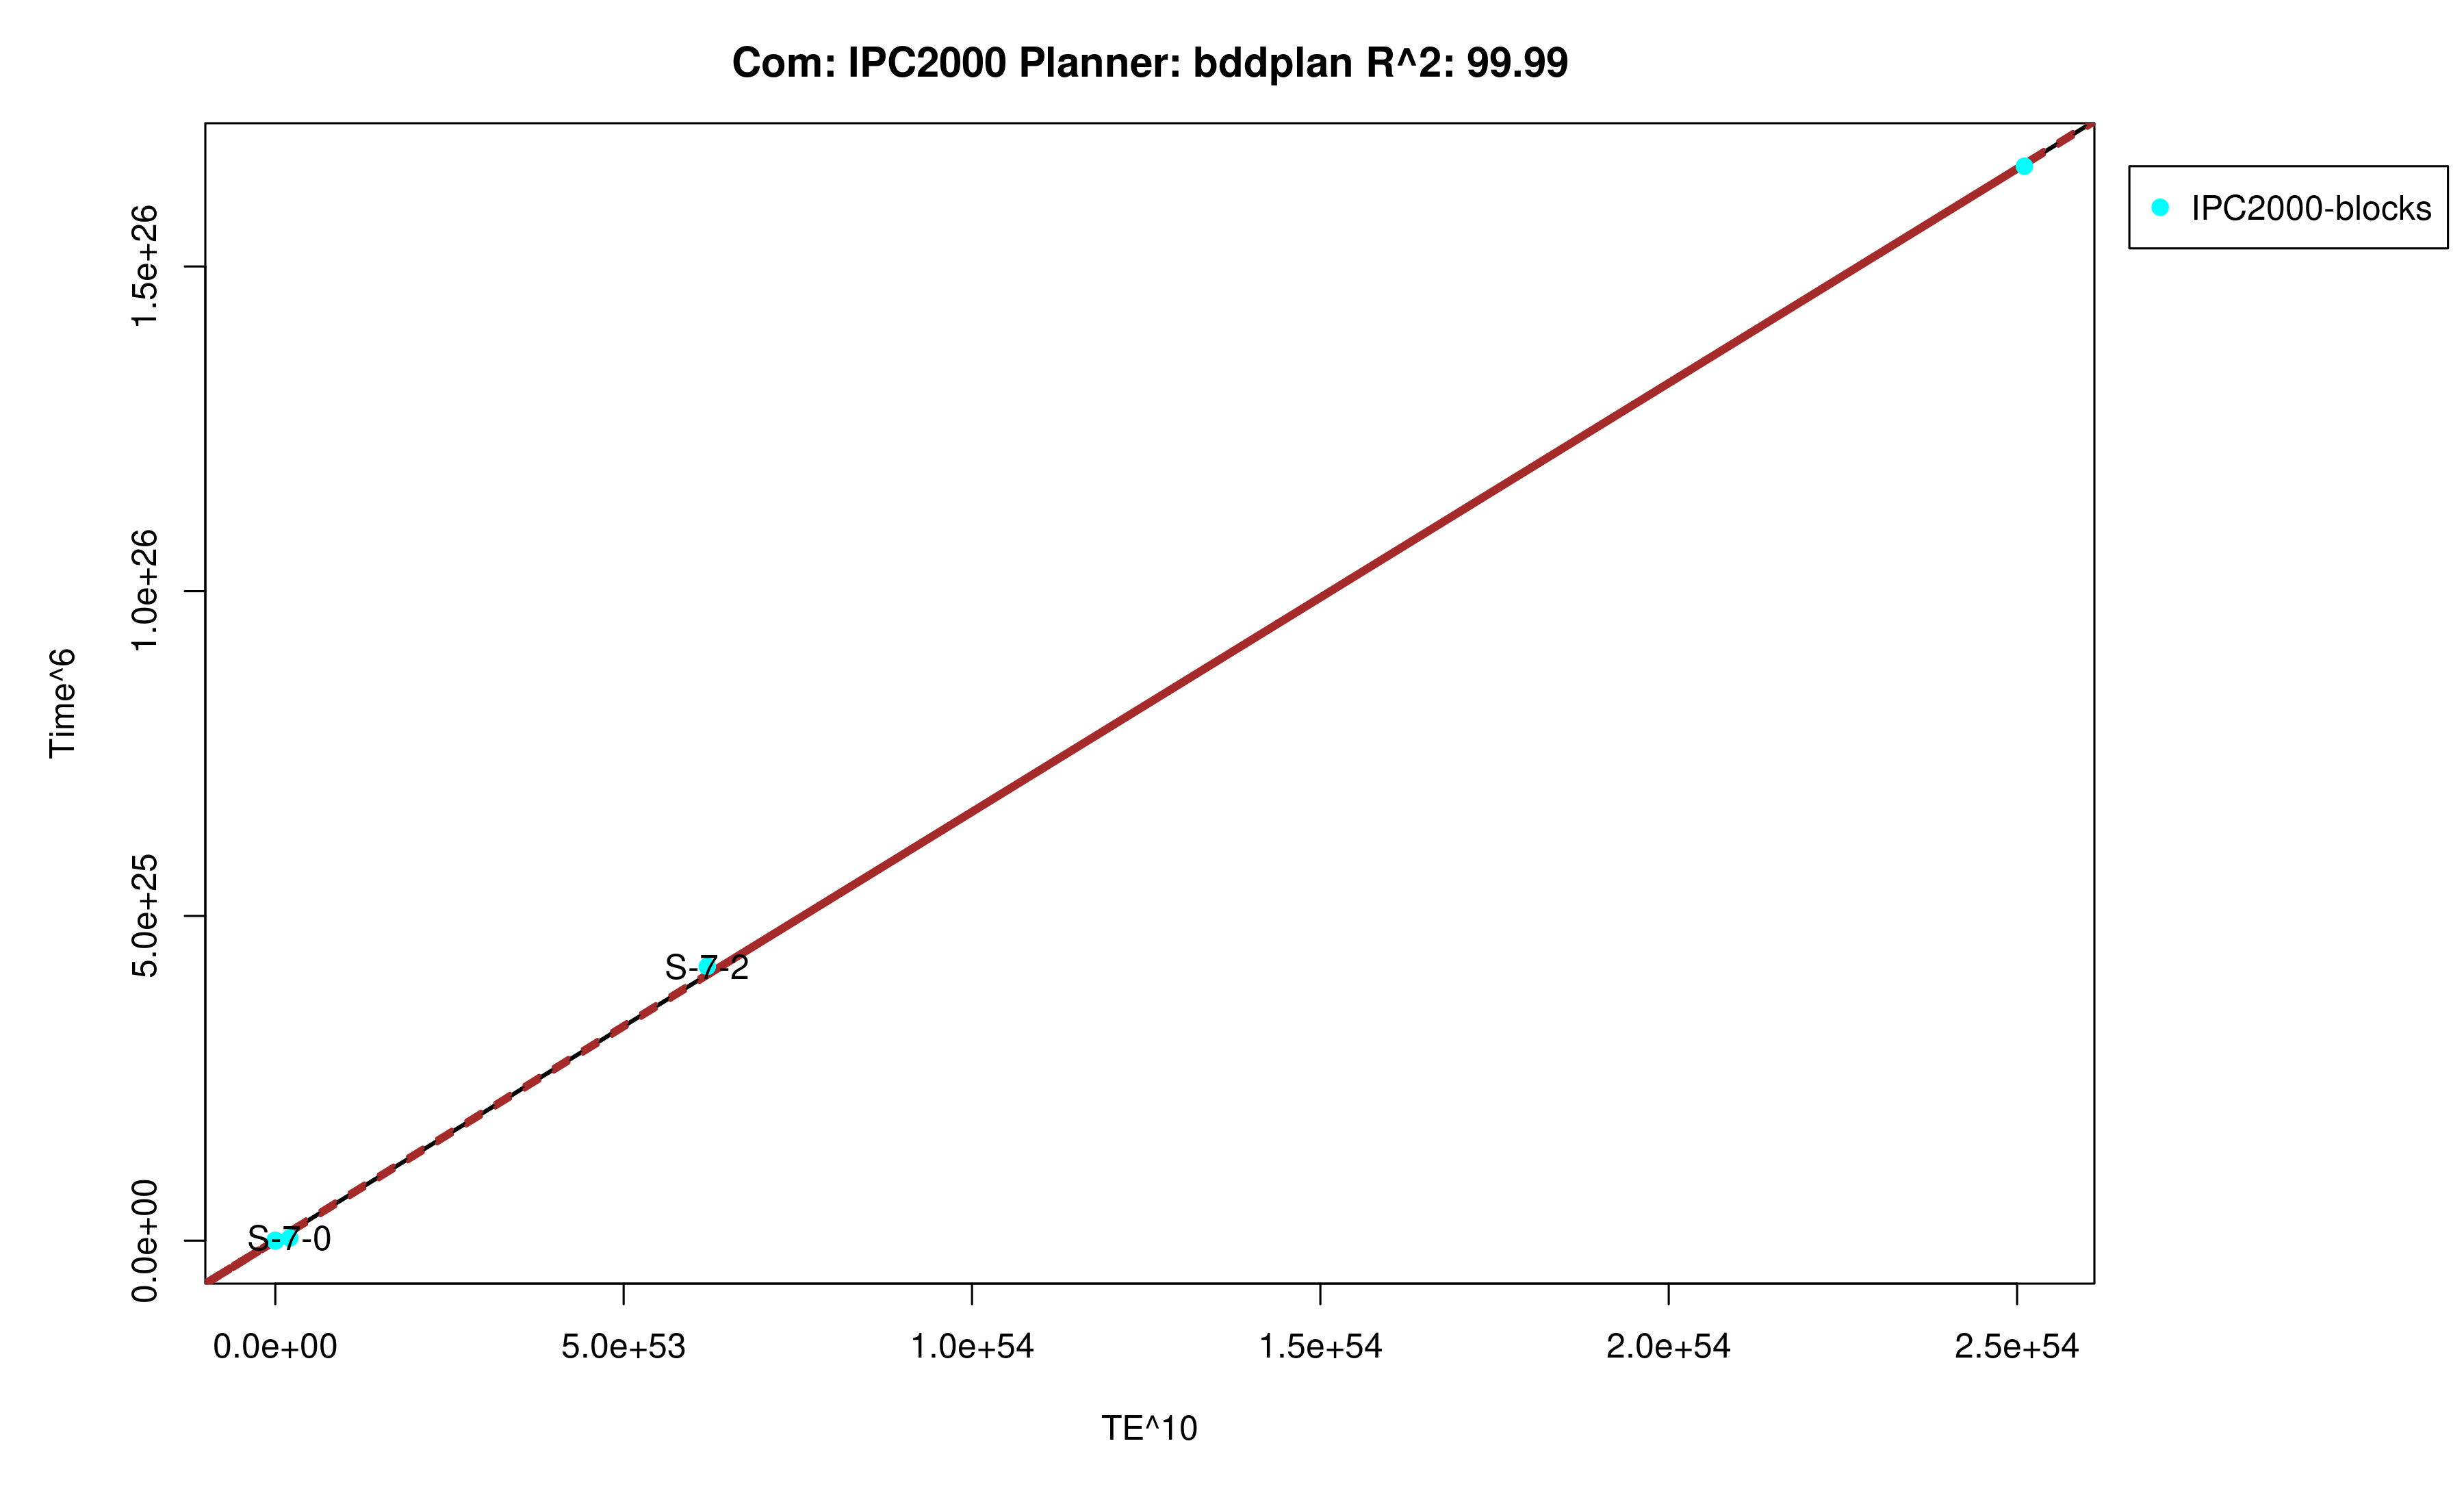 Com: IPC2000 Planner: bddplan R^2: 99.99
IPC2000-blocks
1.5e+26
1.0e+26
5.0e+25
0.0e+00
Time^6
S-7-2
S-7-0
0.0e+00 5.0e+53 1.0e+54 1.5e+54 2.0e+54 2.5e+54
TE^10